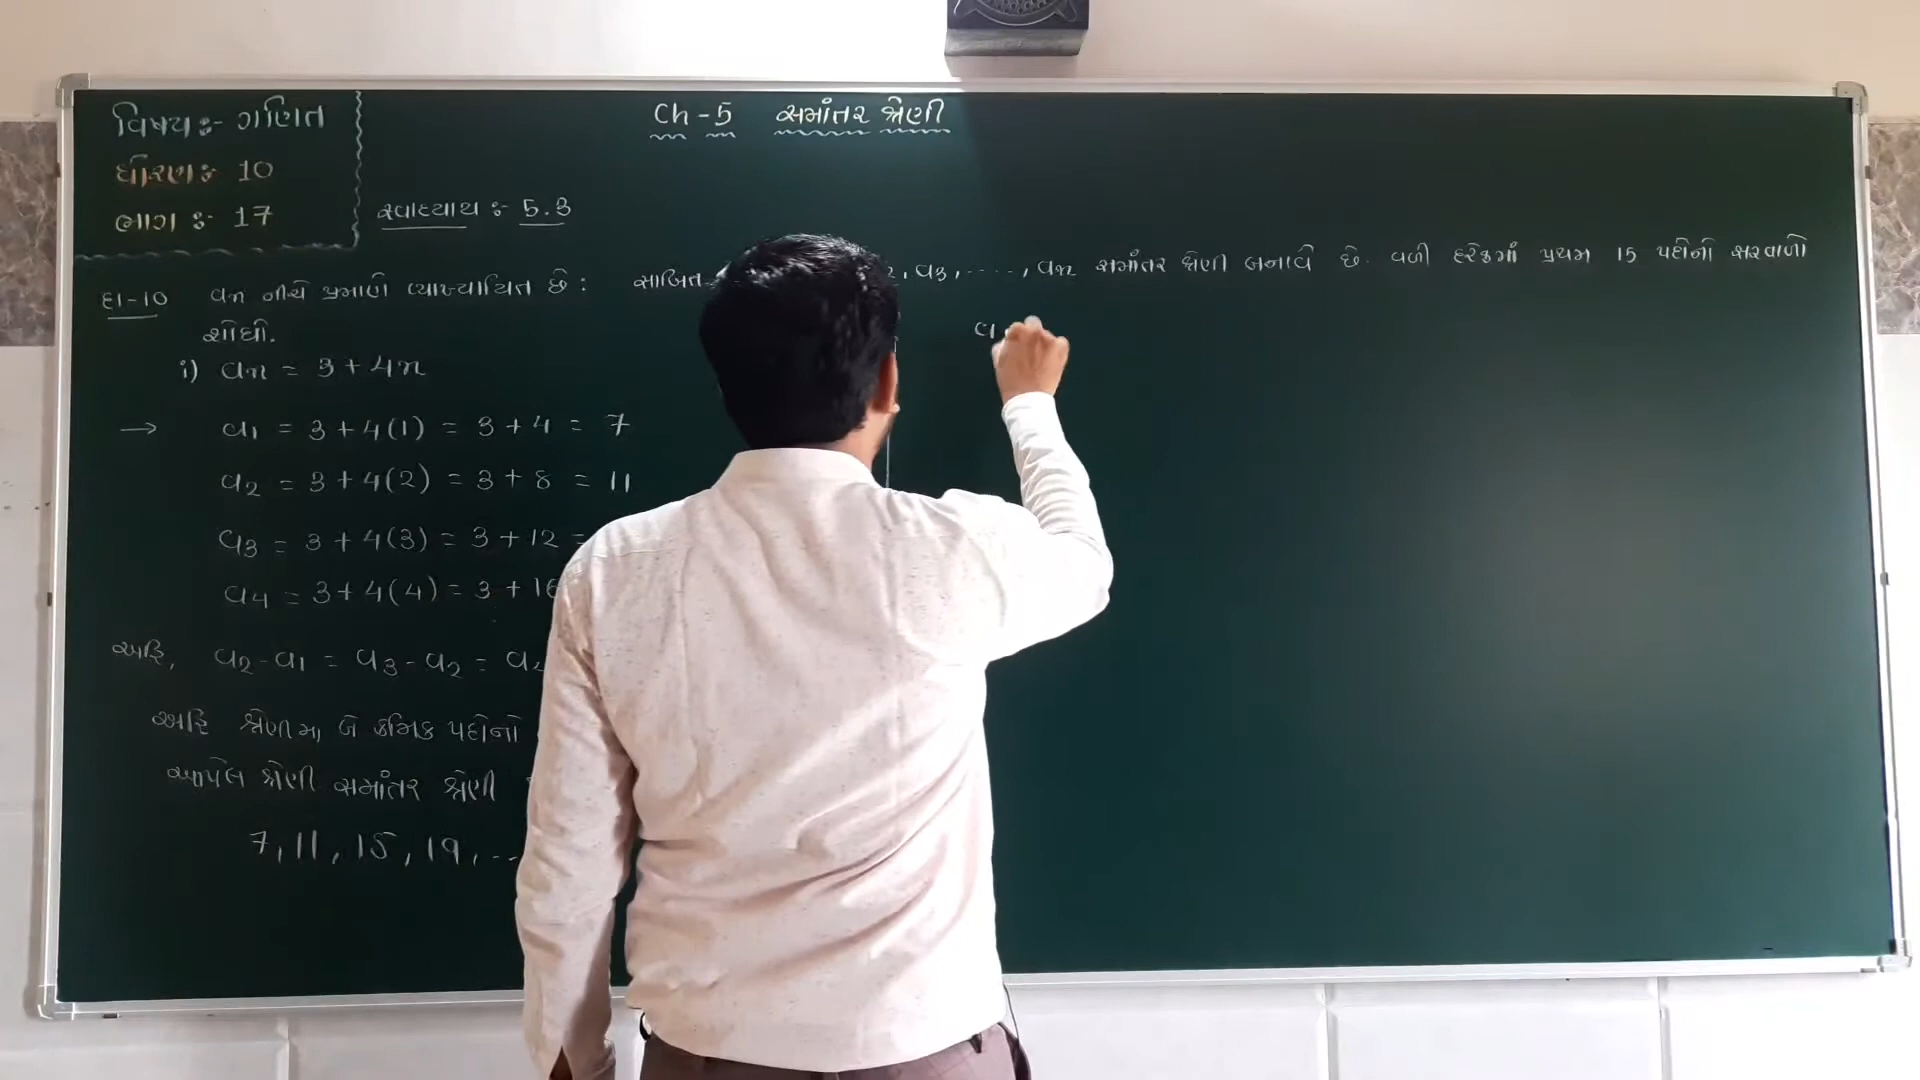 વિષય :- ગણિત
ધોરણ : 10
ભાગ : 17
Ch - 5 સમાંતર શ્રેણી
સ્વાધ્યાય :- 5.3
દા-10 an નીચે પ્રમાણે વ્યાખ્યાયિત છે : સાબિત , a3, ....., an સમાંતર શ્રેણી બનાવે છે. વળી દરેકમાં પ્રથમ 15 પદોનો સરવાળો
શોધો.
i) an = 3 + 4n
→ a1 = 3 + 4(1) = 3 + 4 = 7
a2 = 3 + 4(2) = 3 + 8 = 11
a3 = 3 + 4(3) = 3 + 12 =
a4 = 3 + 4(4) = 3 + 16
અહિં, a2 - a1 = a3 - a2 =
અહિં શ્રેણીમાં બે ક્રમિક પદોનો
આપેલ શ્રેણી સમાંતર શ્રેણી
7, 11, 15, 19, ..
a